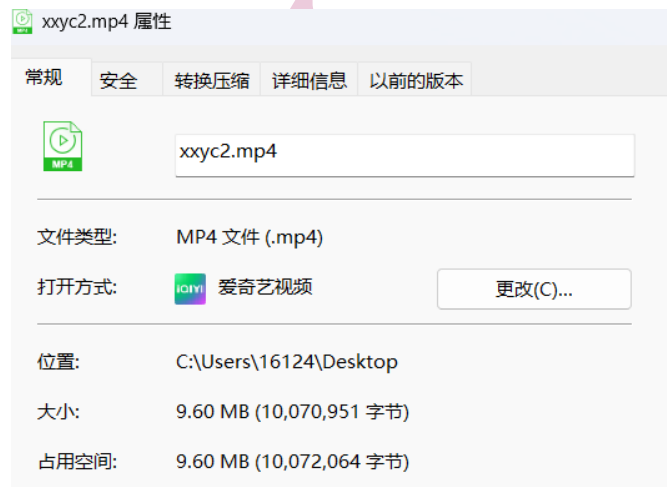 xxyc2.mp4 属性
常规 安全 转换压缩 详细信息 以前的版本
MP4
xxyc2.mp4
文件类型: MP4 文件 (.mp4)
打开方式: iQIYI 爱奇艺视频 更改(C)...
位置: C:\Users\16124\Desktop
大小: 9.60 MB (10,070,951 字节)
占用空间: 9.60 MB (10,072,064 字节)